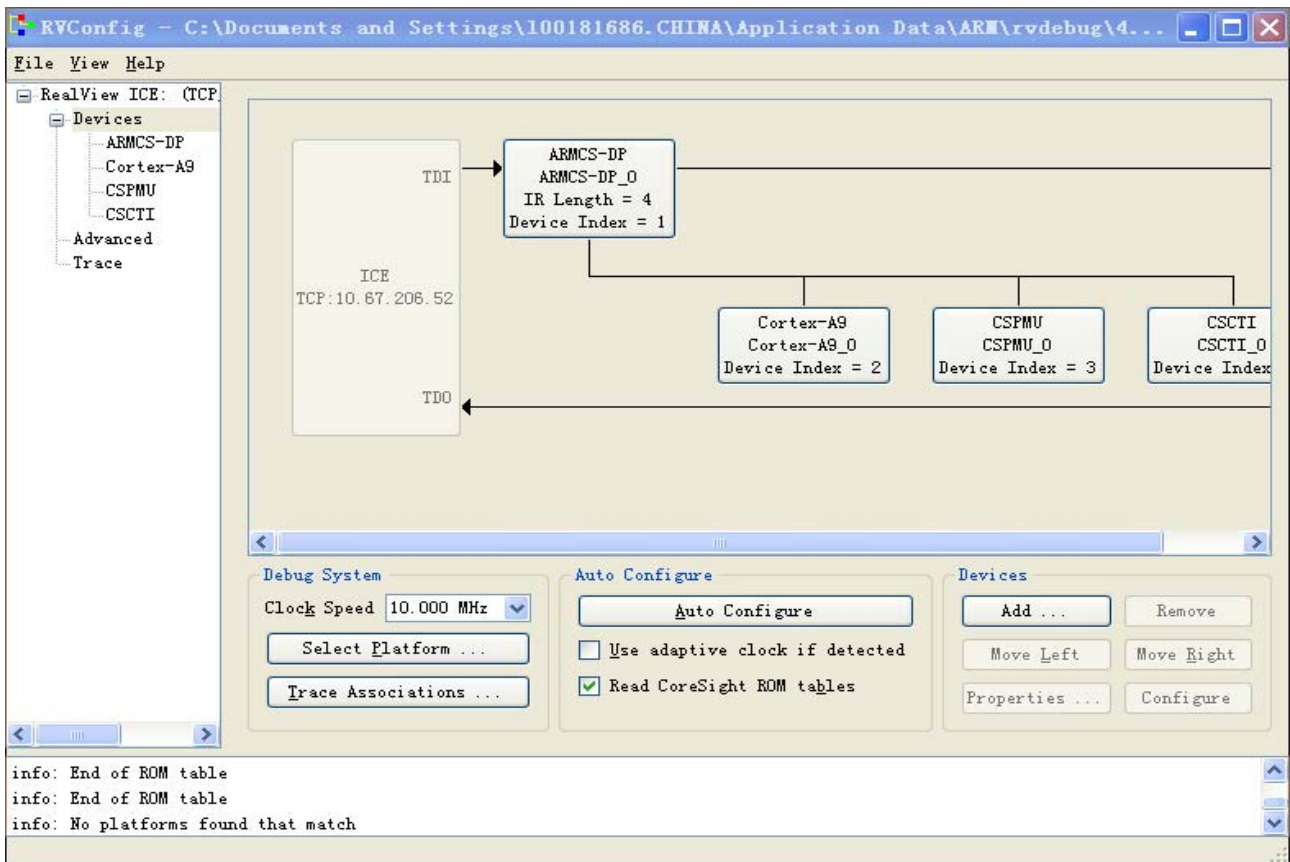 RVConfig - C:\Documents and Settings\l00181686.CHINA\Application Data\ARM\rvdebug\4...
File View Help
RealView ICE: (TCP
Devices
ARMCS-DP
Cortex-A9
CSPMU
CSCTI
Advanced
Trace
TDI
ICE
TCP:10.67.206.52
TDO
ARMCS-DP
ARMCS-DP_0
IR Length = 4
Device Index = 1
Cortex-A9
Cortex-A9_0
Device Index = 2
CSPMU
CSPMU_0
Device Index = 3
CSCTI
CSCTI_0
Device Index
Debug System
Clock Speed 10.000 MHz
Select Platform ...
Trace Associations ...
Auto Configure
Auto Configure
Use adaptive clock if detected
Read CoreSight ROM tables
Devices
Add ... Remove
Move Left Move Right
Properties ... Configure
info: End of ROM table
info: End of ROM table
info: No platforms found that match